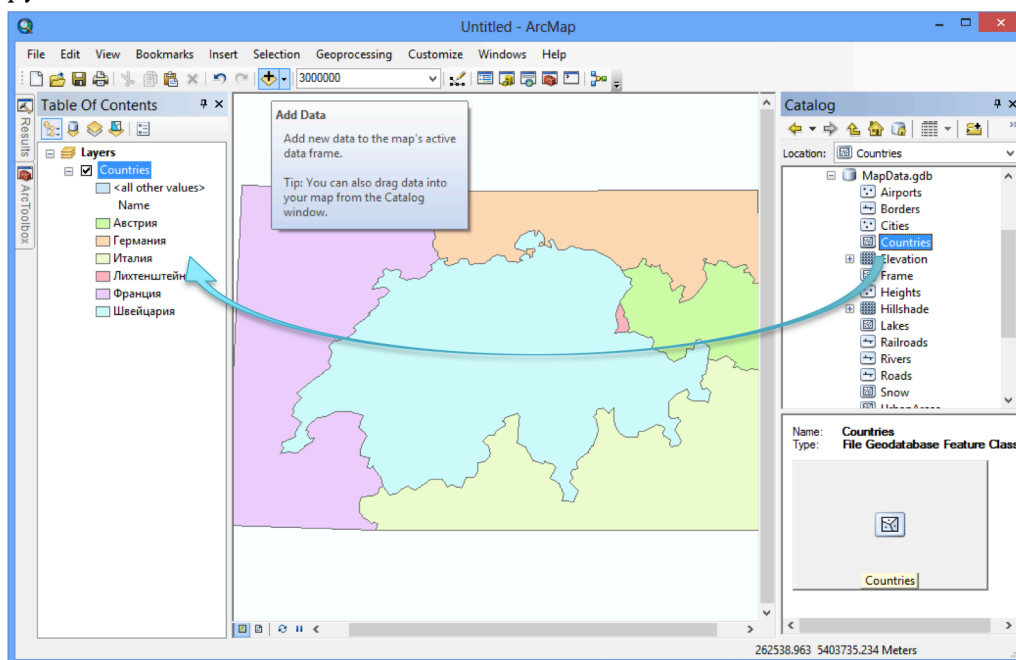 ру
Untitled - ArcMap
File Edit View Bookmarks Insert Selection Geoprocessing Customize Windows Help
3000000
Results
ArcToolbox
Table Of Contents
Layers
Countries
<all other values>
Name
Австрия
Германия
Италия
Лихтенштейн
Франция
Швейцария
Add Data
Add new data to the map's active
data frame.
Tip: You can also drag data into
your map from the Catalog
window.
Catalog
Location: Countries
MapData.gdb
Airports
Borders
Cities
Countries
Elevation
Frame
Heights
Hillshade
Lakes
Railroads
Rivers
Roads
Snow
UrbanAreas
Name: Countries
Type: File Geodatabase Feature Class
Countries
262538.963 5403735.234 Meters